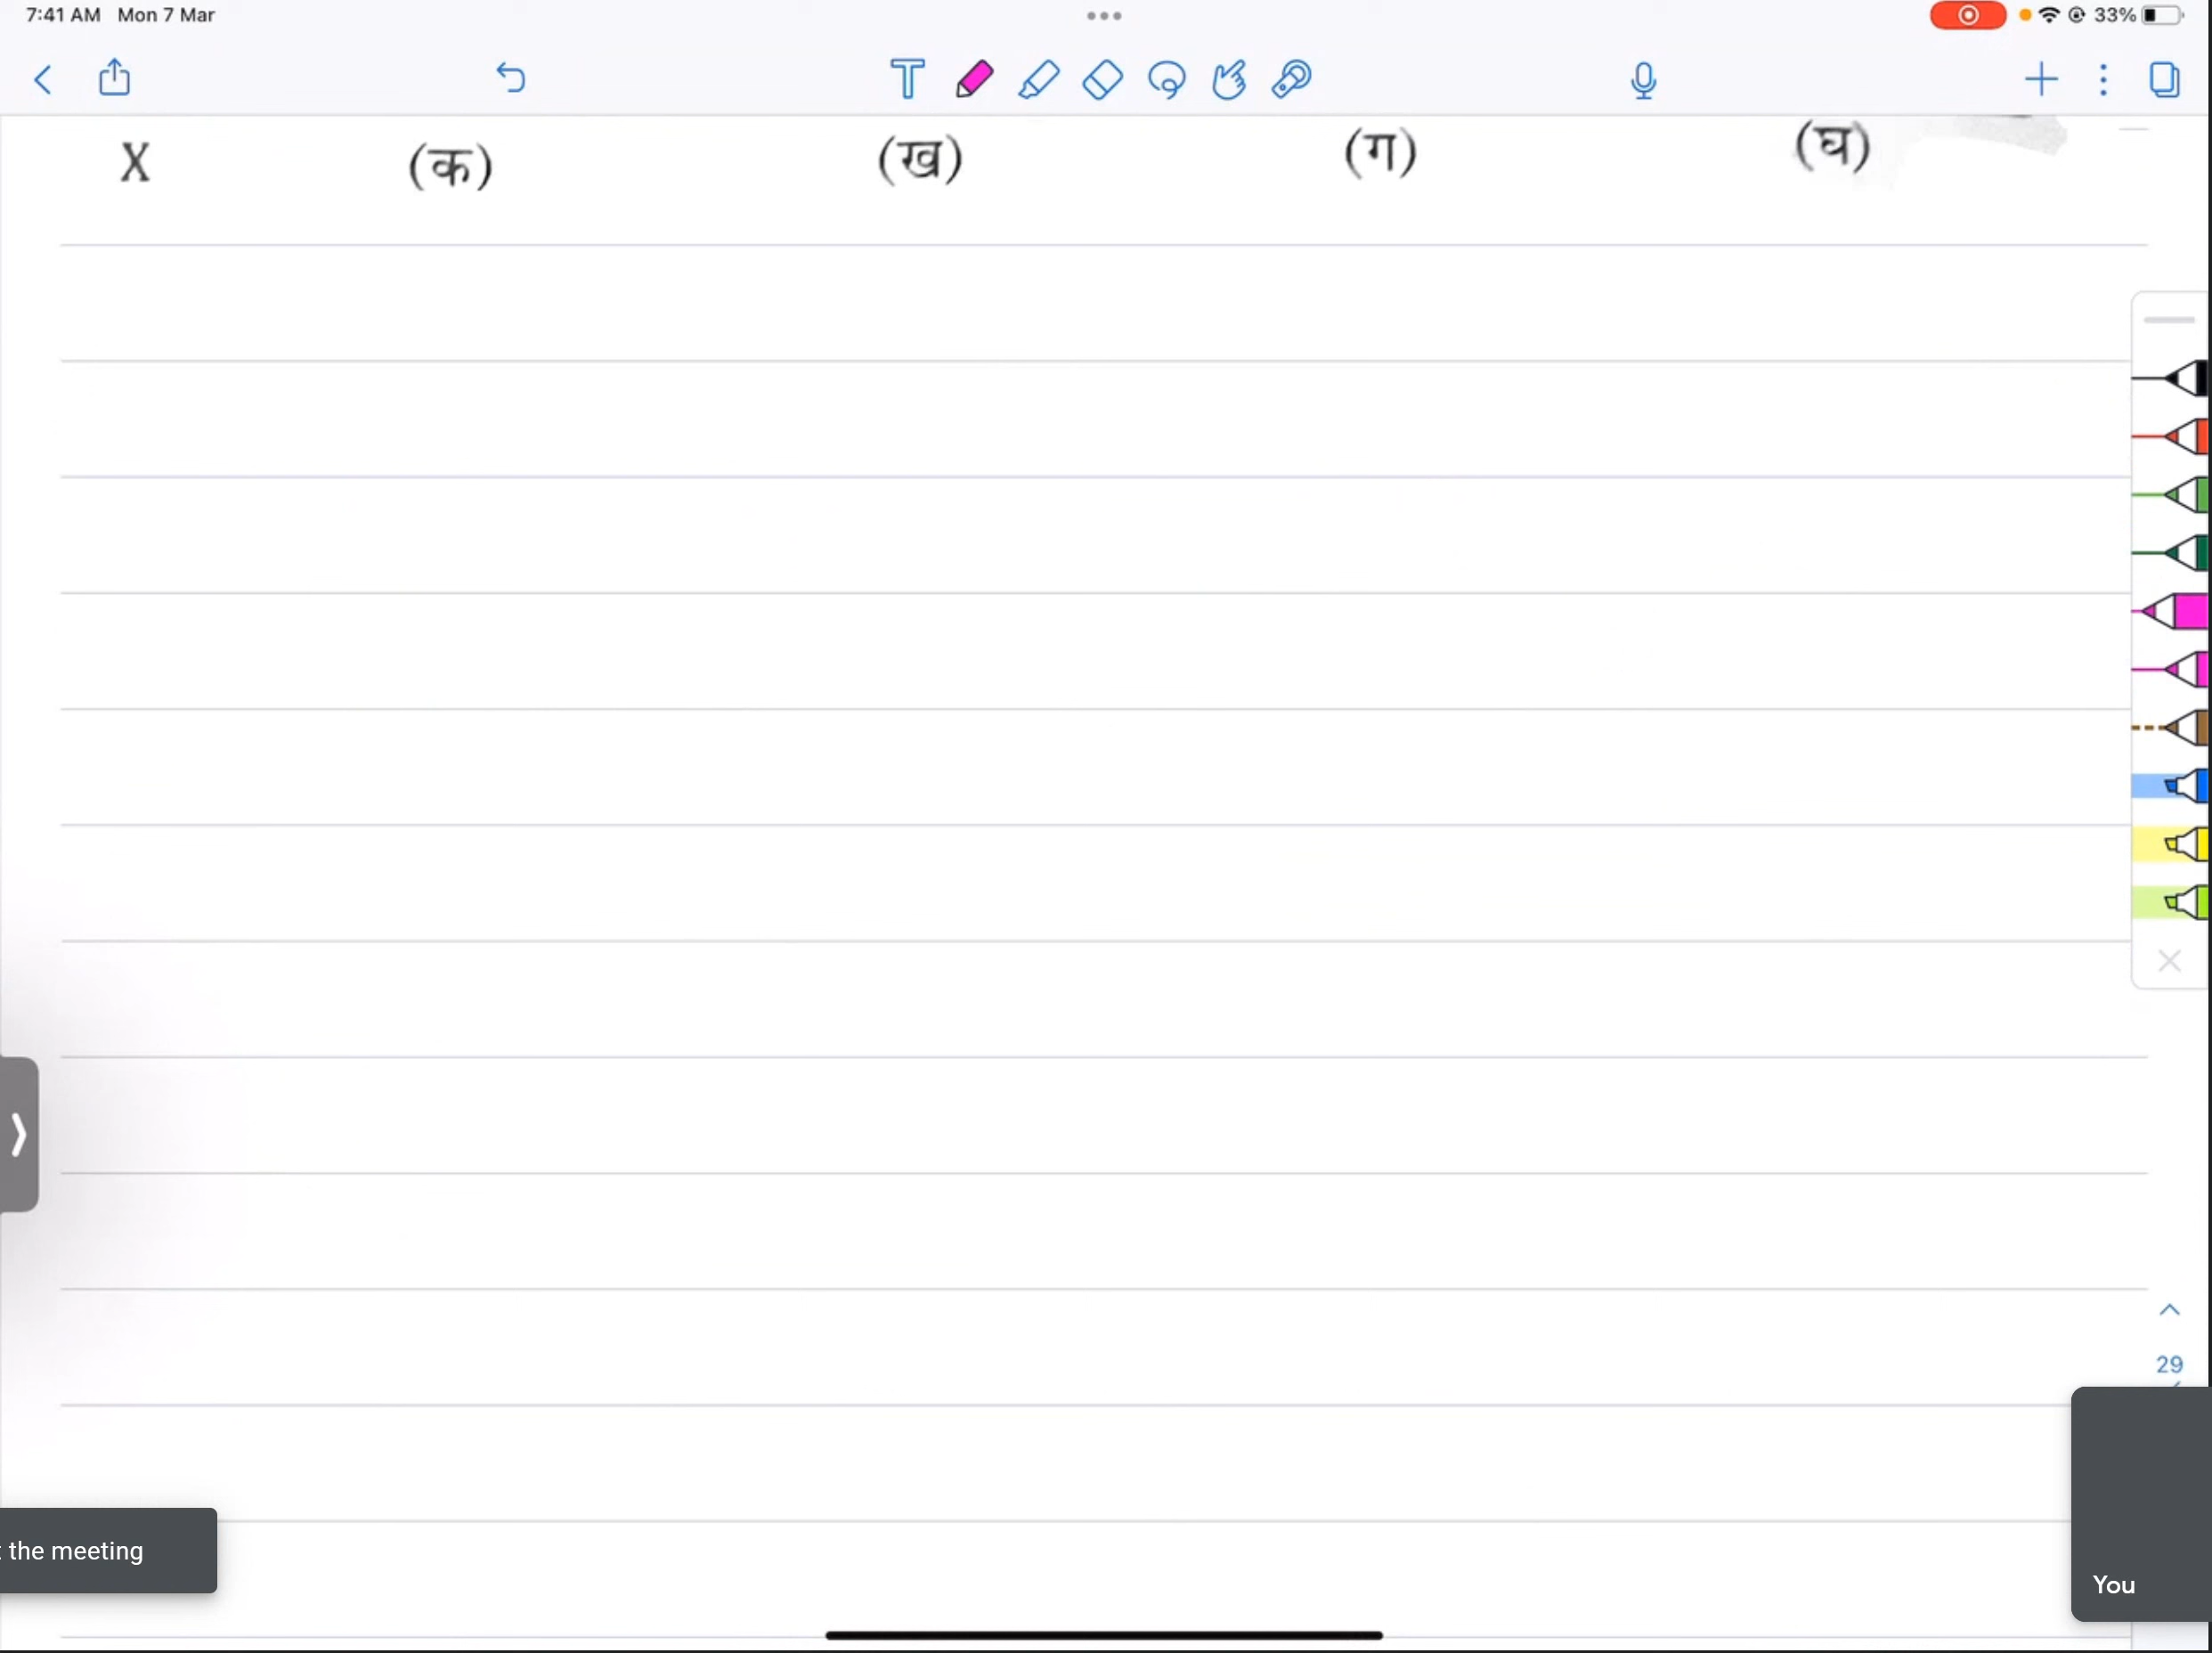 7:41 AM Mon 7 Mar
33%
X (क) (ख) (ग) (घ)
29
the meeting
You